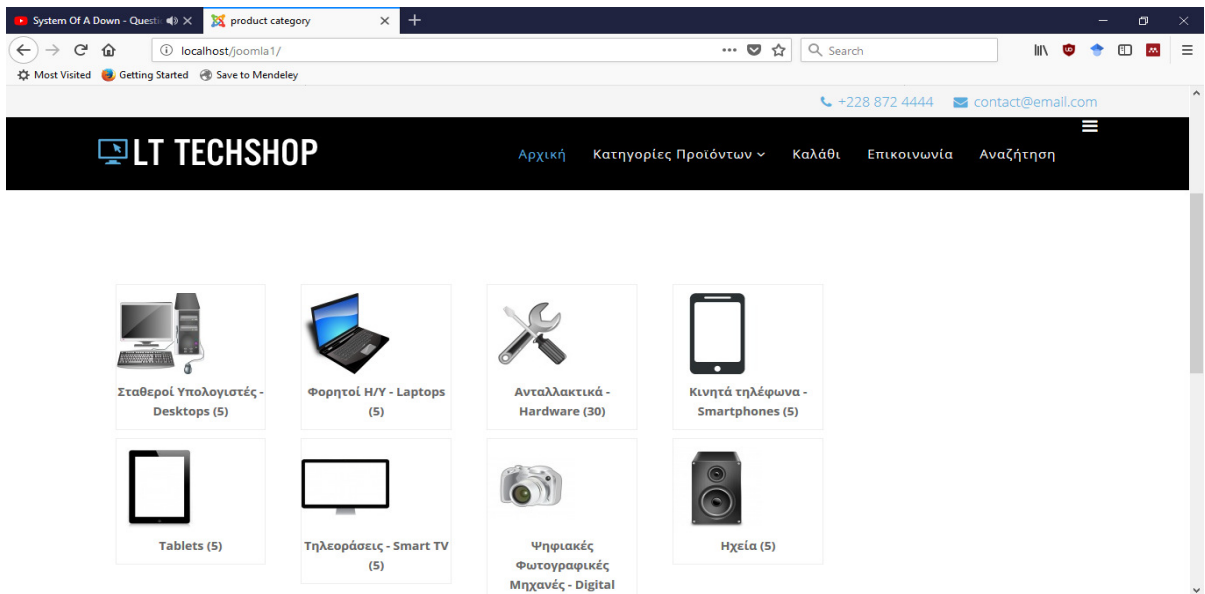 System Of A Down - Questi
product category
localhost/joomla1/
Search
Most Visited Getting Started Save to Mendeley
+228 872 4444 contact@email.com
LT TECHSHOP
Αρχική Κατηγορίες Προϊόντων Καλάθι Επικοινωνία Αναζήτηση
Σταθεροί Υπολογιστές -
Desktops (5)
Φορητοί Η/Υ - Laptops
(5)
Ανταλλακτικά -
Hardware (30)
Κινητά τηλέφωνα -
Smartphones (5)
Tablets (5)
Τηλεοράσεις - Smart TV
(5)
Ψηφιακές
Φωτογραφικές
Μηχανές - Digital
Ηχεία (5)